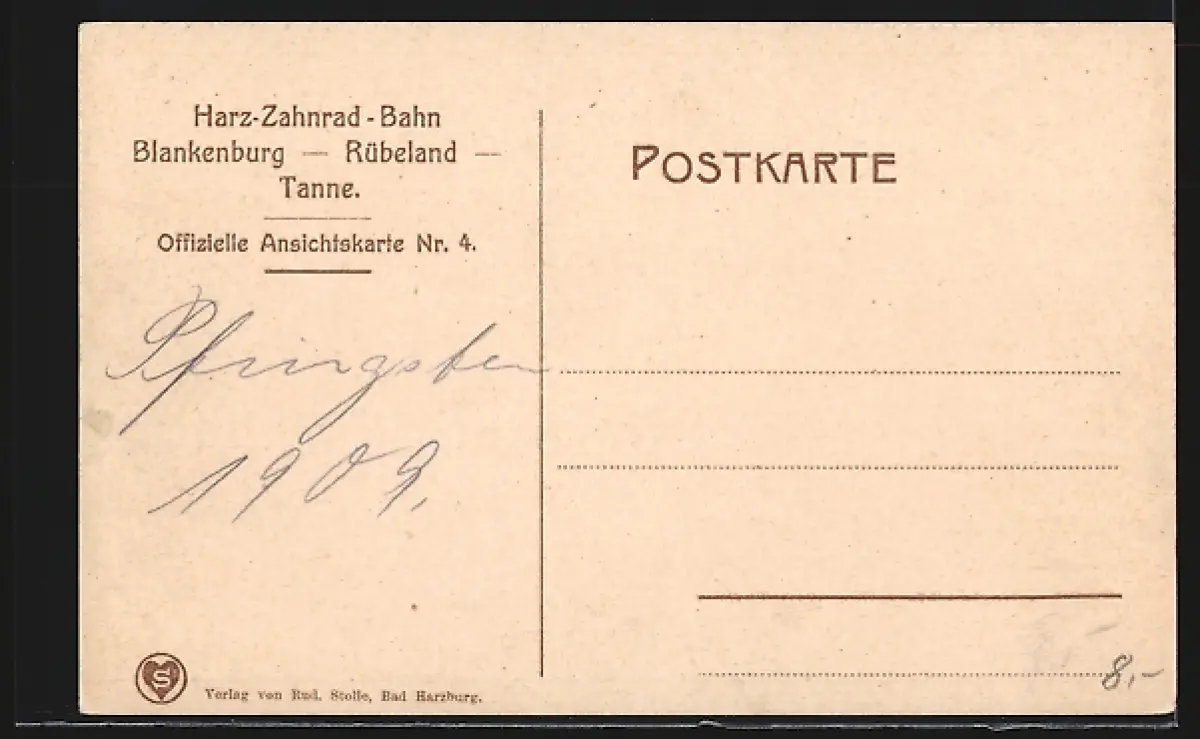 Harz-Zahnrad-Bahn
Blankenburg — Rübeland —
Tanne.
Offizielle Ansichtskarte Nr. 4.
Pfingsten
1909.
S
Verlag von Rud. Stolle, Bad Harzburg.
POSTKARTE
8,-